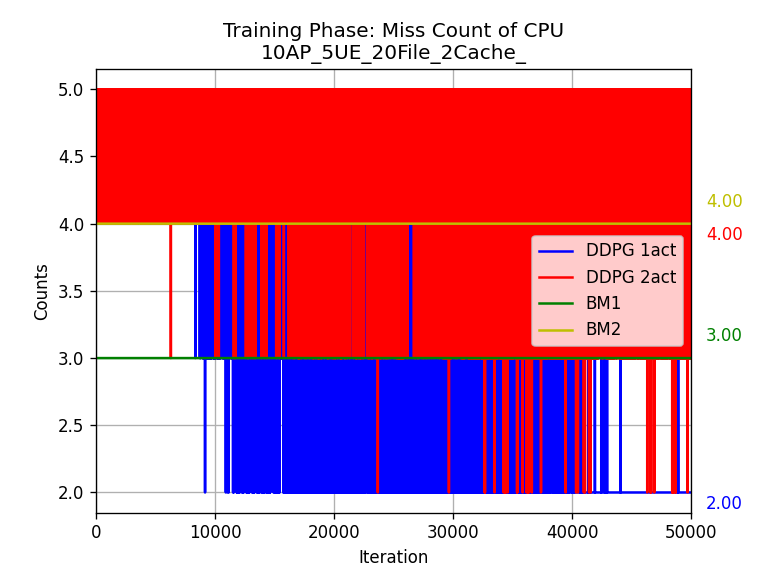 Training Phase: Miss Count of CPU
10AP_5UE_20File_2Cache_
Counts
5.0
4.5
4.0
3.5
3.0
2.5
2.0
4.00
4.00
3.00
2.00
DDPG 1act
DDPG 2act
BM1
BM2
0
10000
20000
30000
40000
50000
Iteration